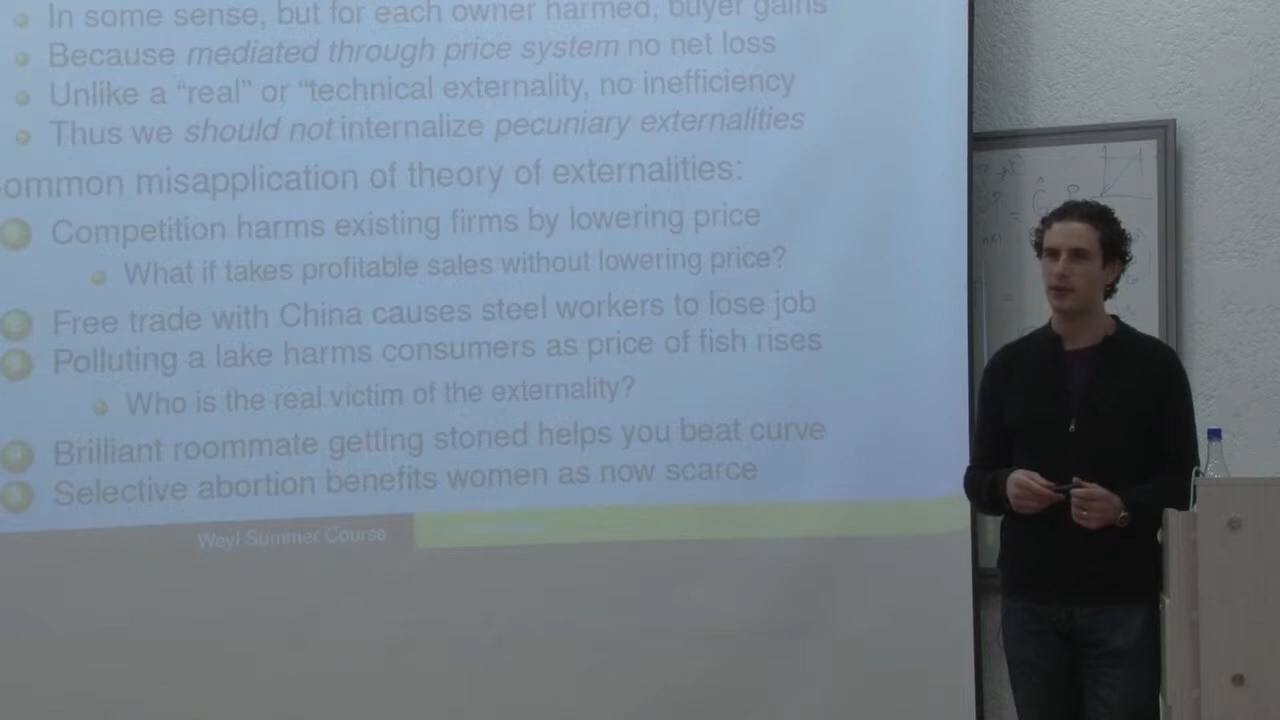 In some sense, but for each owner harmed, buyer gains
Because mediated through price system no net loss
Unlike a “real” or “technical externality, no inefficiency
Thus we should not internalize pecuniary externalities
ommon misapplication of theory of externalities:
Competition harms existing firms by lowering price
What if takes profitable sales without lowering price?
Free trade with China causes steel workers to lose job
Polluting a lake harms consumers as price of fish rises
Who is the real victim of the externality?
Brilliant roommate getting stoned helps you beat curve
Selective abortion benefits women as now scarce
Weyl Summer Course